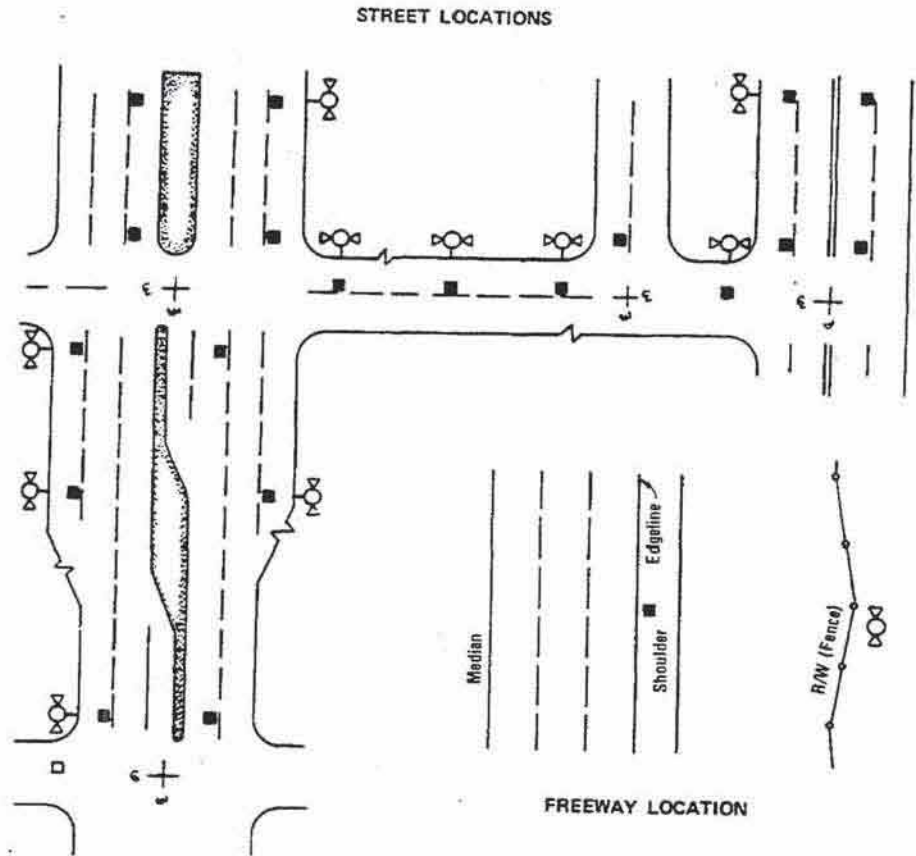 STREET LOCATIONS
Median
Shoulder
Edgeline
R/W (Fence)
FREEWAY LOCATION